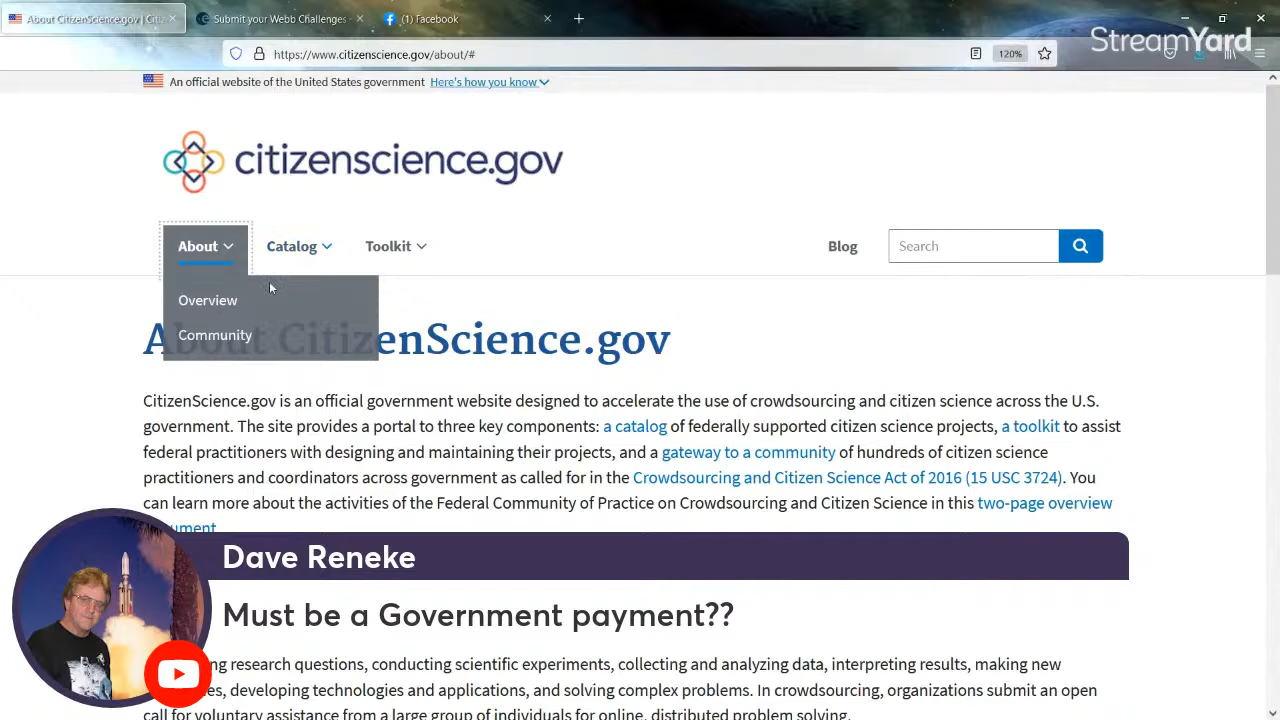 About CitizenScience.gov | Citiz
Submit your Webb Challenges -
(1) Facebook
StreamYard
https://www.citizenscience.gov/about/#
120%
An official website of the United States government Here's how you know
citizenscience.gov
About Catalog Toolkit Blog Search
Overview
Community
About CitizenScience.gov
CitizenScience.gov is an official government website designed to accelerate the use of crowdsourcing and citizen science across the U.S.
government. The site provides a portal to three key components: a catalog of federally supported citizen science projects, a toolkit to assist
federal practitioners with designing and maintaining their projects, and a gateway to a community of hundreds of citizen science
practitioners and coordinators across government as called for in the Crowdsourcing and Citizen Science Act of 2016 (15 USC 3724). You
can learn more about the activities of the Federal Community of Practice on Crowdsourcing and Citizen Science in this two-page overview
Dave Reneke
Must be a Government payment??
research questions, conducting scientific experiments, collecting and analyzing data, interpreting results, making new
developing technologies and applications, and solving complex problems. In crowdsourcing, organizations submit an open
call for voluntary assistance from a large group of individuals for online, distributed problem solving.